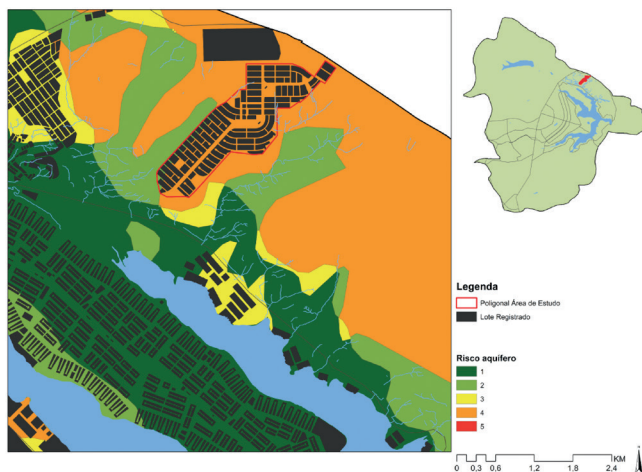 Legenda
Poligonal Área de Estudo
Lote Registrado
Risco aquífero
1
2
3
4
5
KM
0 0,3 0,6 1,2 1,8 2,4